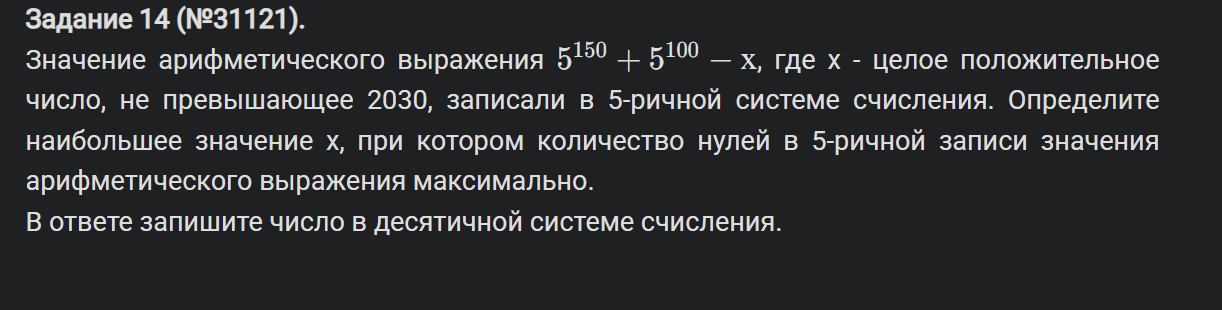 Задание 14 (№31121).
Значение арифметического выражения 5^150 + 5^100 − x, где x - целое положительное
число, не превышающее 2030, записали в 5-ричной системе счисления. Определите
наибольшее значение x, при котором количество нулей в 5-ричной записи значения
арифметического выражения максимально.
В ответе запишите число в десятичной системе счисления.